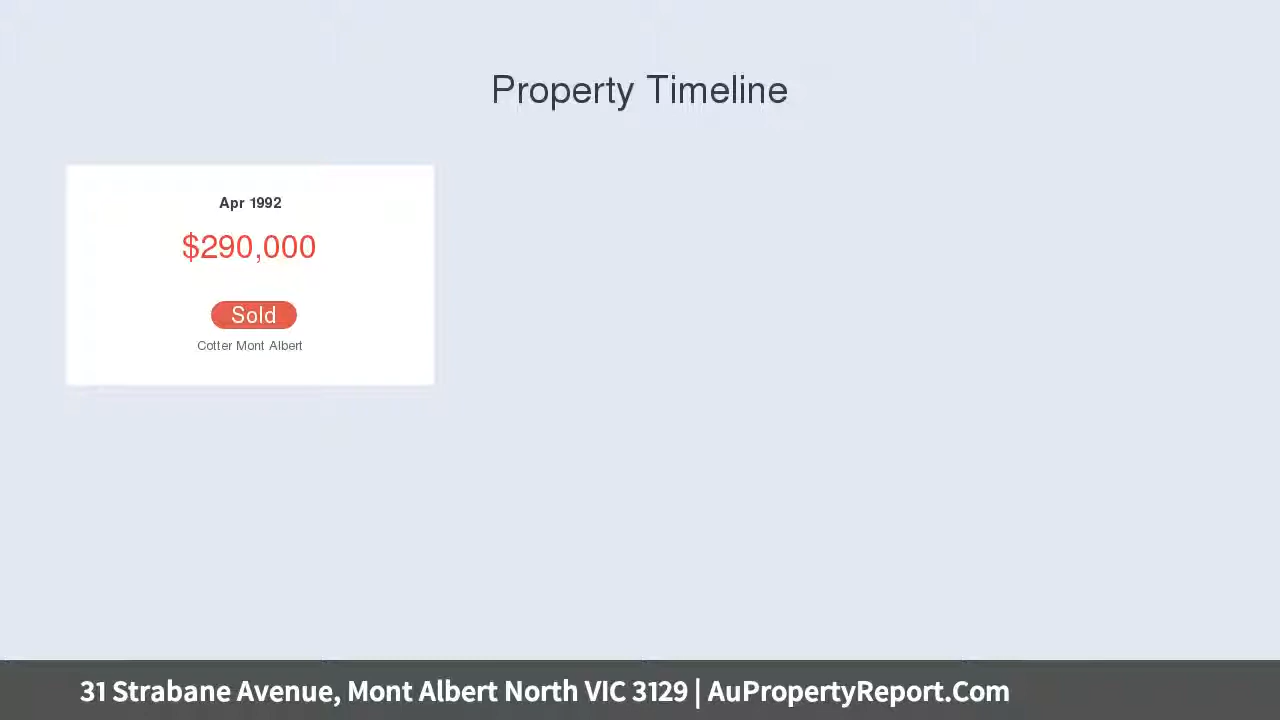 Property Timeline
Apr 1992
$290,000
Sold
Cotter Mont Albert
31 Strabane Avenue, Mont Albert North VIC 3129 | AuPropertyReport.Com